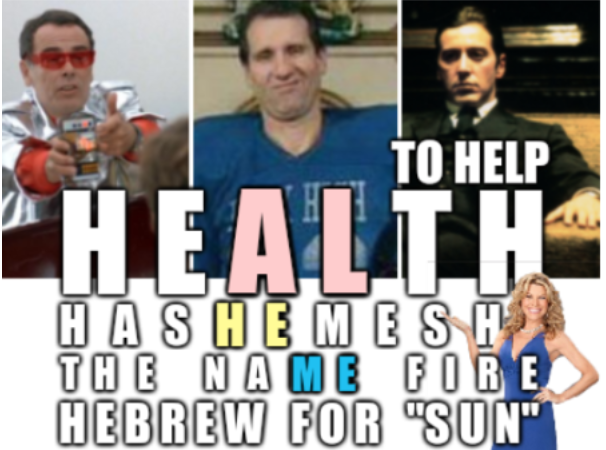 TO HELP
HEALTH
HASHEMESH
THE NAME FIRE
HEBREW FOR "SUN"